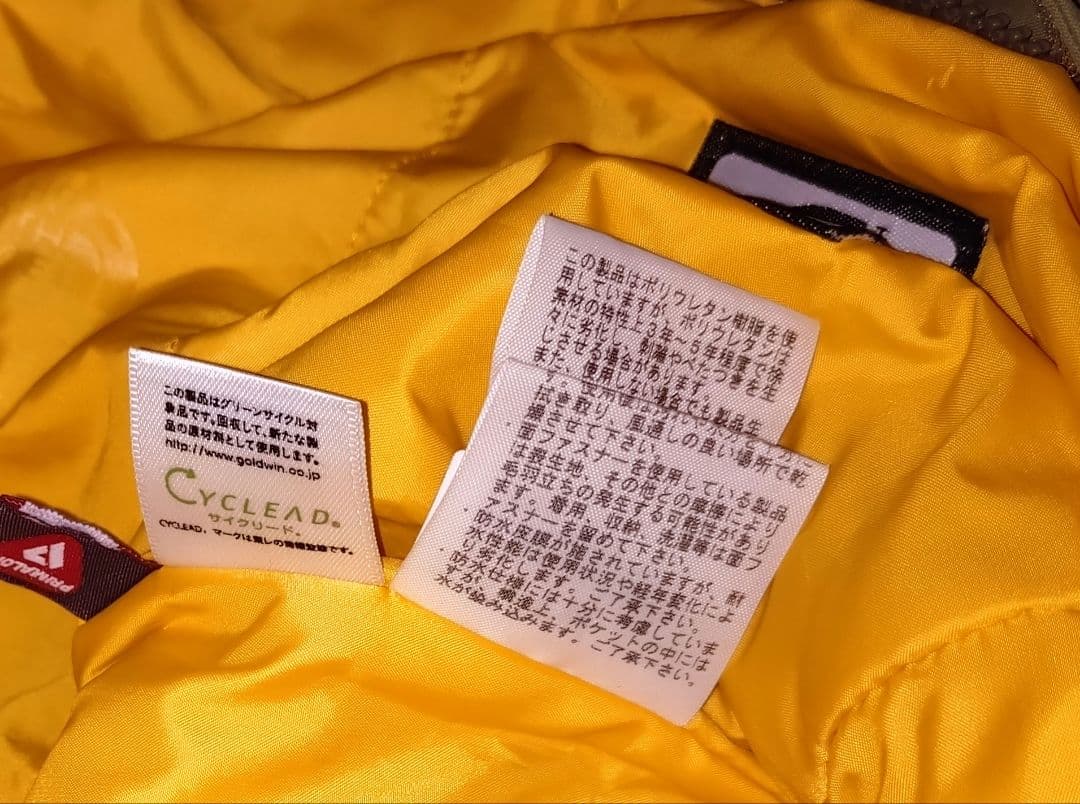 この製品はポリウレタン樹脂を使
用していますが、ポリウレタンは
素材の特性上3年~5年程度で徐
々に劣化し、剥離やべたつき等を生
じさせる場合があります。
また、使用しない場合でも製品生
拭き取り、風通しの良い場所で乾
燥させて下さい。
・面ファスナーを使用している製品
は表生地、その他との摩擦により
毛羽立ちの発生する可能性があり
ます。着用、収納、洗濯等は面フ
ァスナーを留めて下さい。
・防水皮膜が施されていますが、耐
水性能は使用状況や経年変化によ
り劣化します。ご了承下さい。
・防水仕様には十分に考慮していま
すが、構造上、ポケットの中には
水が染み込みます。ご了承下さい。
この製品はグリーンサイクル対
象品です。回収して、新たな製
品の原材料として使用します。
http://www.goldwin.co.jp
CYCLEAD®
サイクリード®
CYCLEAD、マークは東レの商標登録です。
PRIMALO